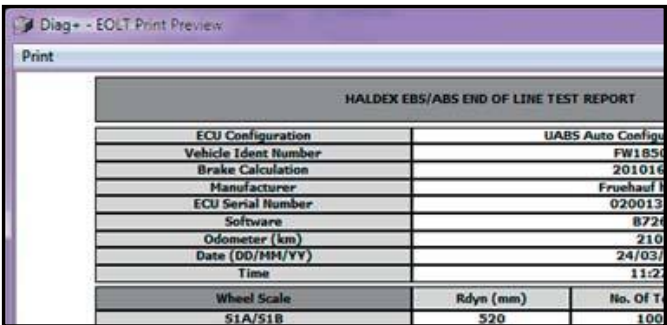 Diag+ - EOLT Print Preview
Print
HALDEX EBS/ABS END OF LINE TEST REPORT
ECU Configuration UABS Auto Configu
Vehicle Ident Number FW1850
Brake Calculation 201016
Manufacturer Fruehauf
ECU Serial Number 020013
Software 8726
Odometer (km) 210
Date (DD/MM/YY) 24/03/
Time 11:2
Wheel Scale Rdyn (mm) No. Of T
S1A/S1B 520 100